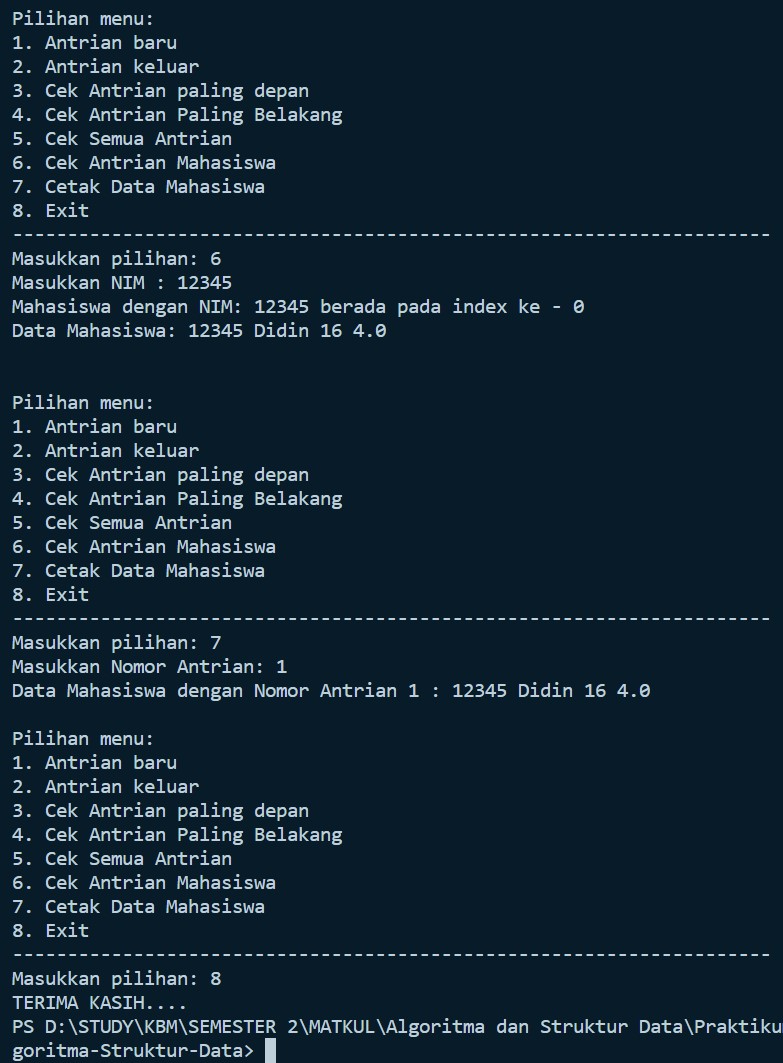 Pilihan menu:
1. Antrian baru
2. Antrian keluar
3. Cek Antrian paling depan
4. Cek Antrian Paling Belakang
5. Cek Semua Antrian
6. Cek Antrian Mahasiswa
7. Cetak Data Mahasiswa
8. Exit
---------------------------------------------------------------------
Masukkan pilihan: 6
Masukkan NIM : 12345
Mahasiswa dengan NIM: 12345 berada pada index ke - 0
Data Mahasiswa: 12345 Didin 16 4.0
Pilihan menu:
1. Antrian baru
2. Antrian keluar
3. Cek Antrian paling depan
4. Cek Antrian Paling Belakang
5. Cek Semua Antrian
6. Cek Antrian Mahasiswa
7. Cetak Data Mahasiswa
8. Exit
---------------------------------------------------------------------
Masukkan pilihan: 7
Masukkan Nomor Antrian: 1
Data Mahasiswa dengan Nomor Antrian 1 : 12345 Didin 16 4.0
Pilihan menu:
1. Antrian baru
2. Antrian keluar
3. Cek Antrian paling depan
4. Cek Antrian Paling Belakang
5. Cek Semua Antrian
6. Cek Antrian Mahasiswa
7. Cetak Data Mahasiswa
8. Exit
---------------------------------------------------------------------
Masukkan pilihan: 8
TERIMA KASIH....
PS D:\STUDY\KBM\SEMESTER 2\MATKUL\Algoritma dan Struktur Data\Praktiku
goritma-Struktur-Data>